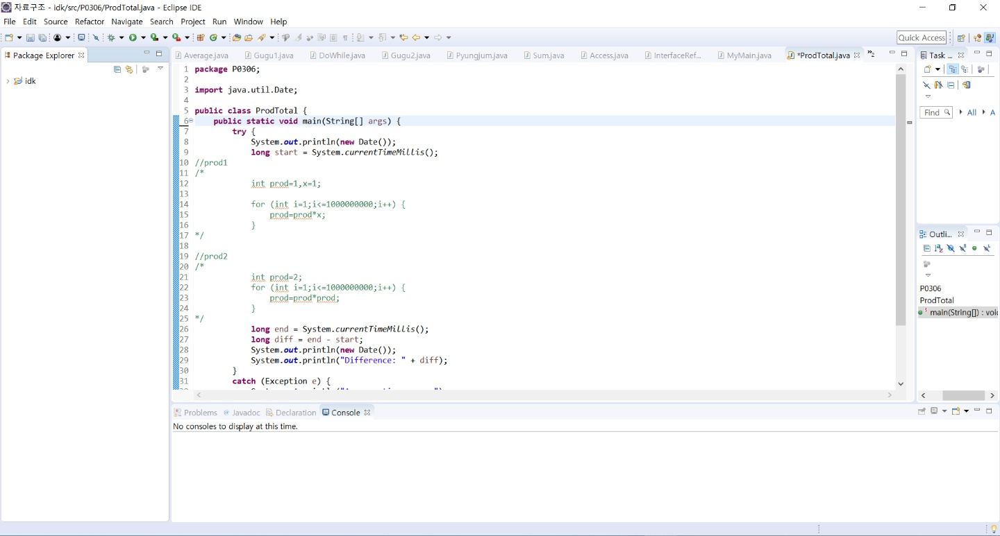 자료구조 - idk/src/P0306/ProdTotal.java - Eclipse IDE
File Edit Source Refactor Navigate Search Project Run Window Help
Quick Access
Package Explorer
idk
Average.java Gugu1.java DoWhile.java Gugu2.java Pyungjum.java Sum.java Access.java InterfaceRef... MyMain.java *ProdTotal.java »2
1 package P0306;
2
3 import java.util.Date;
4
5 public class ProdTotal {
6 public static void main(String[] args) {
7 try {
8 System.out.println(new Date());
9 long start = System.currentTimeMillis();
10 //prod1
11 /*
12 int prod=1,x=1;
13
14 for (int i=1;i<=1000000000;i++) {
15 prod=prod*x;
16 }
17 */
18
19 //prod2
20 /*
21 int prod=2;
22 for (int i=1;i<=1000000000;i++) {
23 prod=prod*prod;
24 }
25 */
26 long end = System.currentTimeMillis();
27 long diff = end - start;
28 System.out.println(new Date());
29 System.out.println("Difference: " + diff);
30 }
31 catch (Exception e) {
Task ...
Find All A
Outli...
P0306
ProdTotal
main(String[]) : void
Problems Javadoc Declaration Console
No consoles to display at this time.